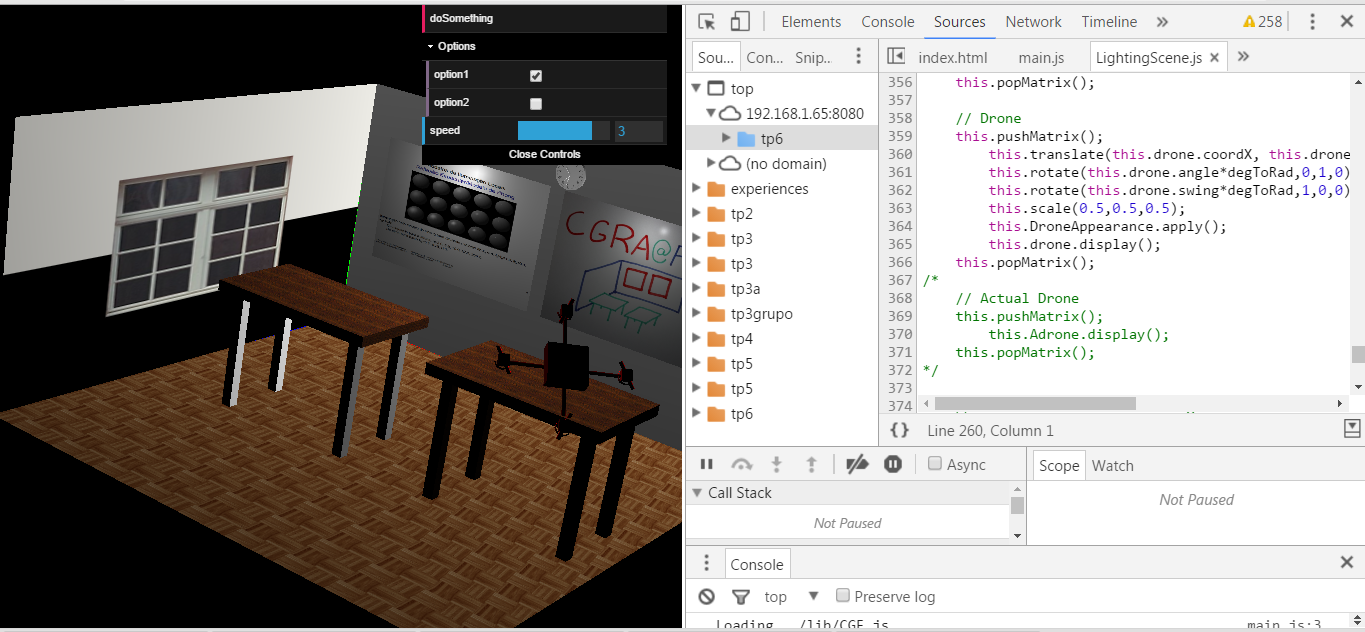 doSomething
Options
option1
option2
speed 3
Close Controls
CGRA@F
Elements Console Sources Network Timeline » 258
Sou... Con... Snip..
index.html main.js LightingScene.js ×
top
192.168.1.65:8080
tp6
(no domain)
experiences
tp2
tp3
tp3
tp3a
tp3grupo
tp4
tp5
tp5
tp6
356 this.popMatrix();
357
358 // Drone
359 this.pushMatrix();
360 this.translate(this.drone.coordX, this.drone
361 this.rotate(this.drone.angle*degToRad,0,1,0)
362 this.rotate(this.drone.swing*degToRad,1,0,0)
363 this.scale(0.5,0.5,0.5);
364 this.DroneAppearance.apply();
365 this.drone.display();
366 this.popMatrix();
367 /*
368 // Actual Drone
369 this.pushMatrix();
370 this.Adrone.display();
371 this.popMatrix();
372 */
373
374
{} Line 260, Column 1
Async
Call Stack
Not Paused
Scope Watch
Not Paused
Console
top Preserve log
Loading ./lib/CGF.js main.js:3